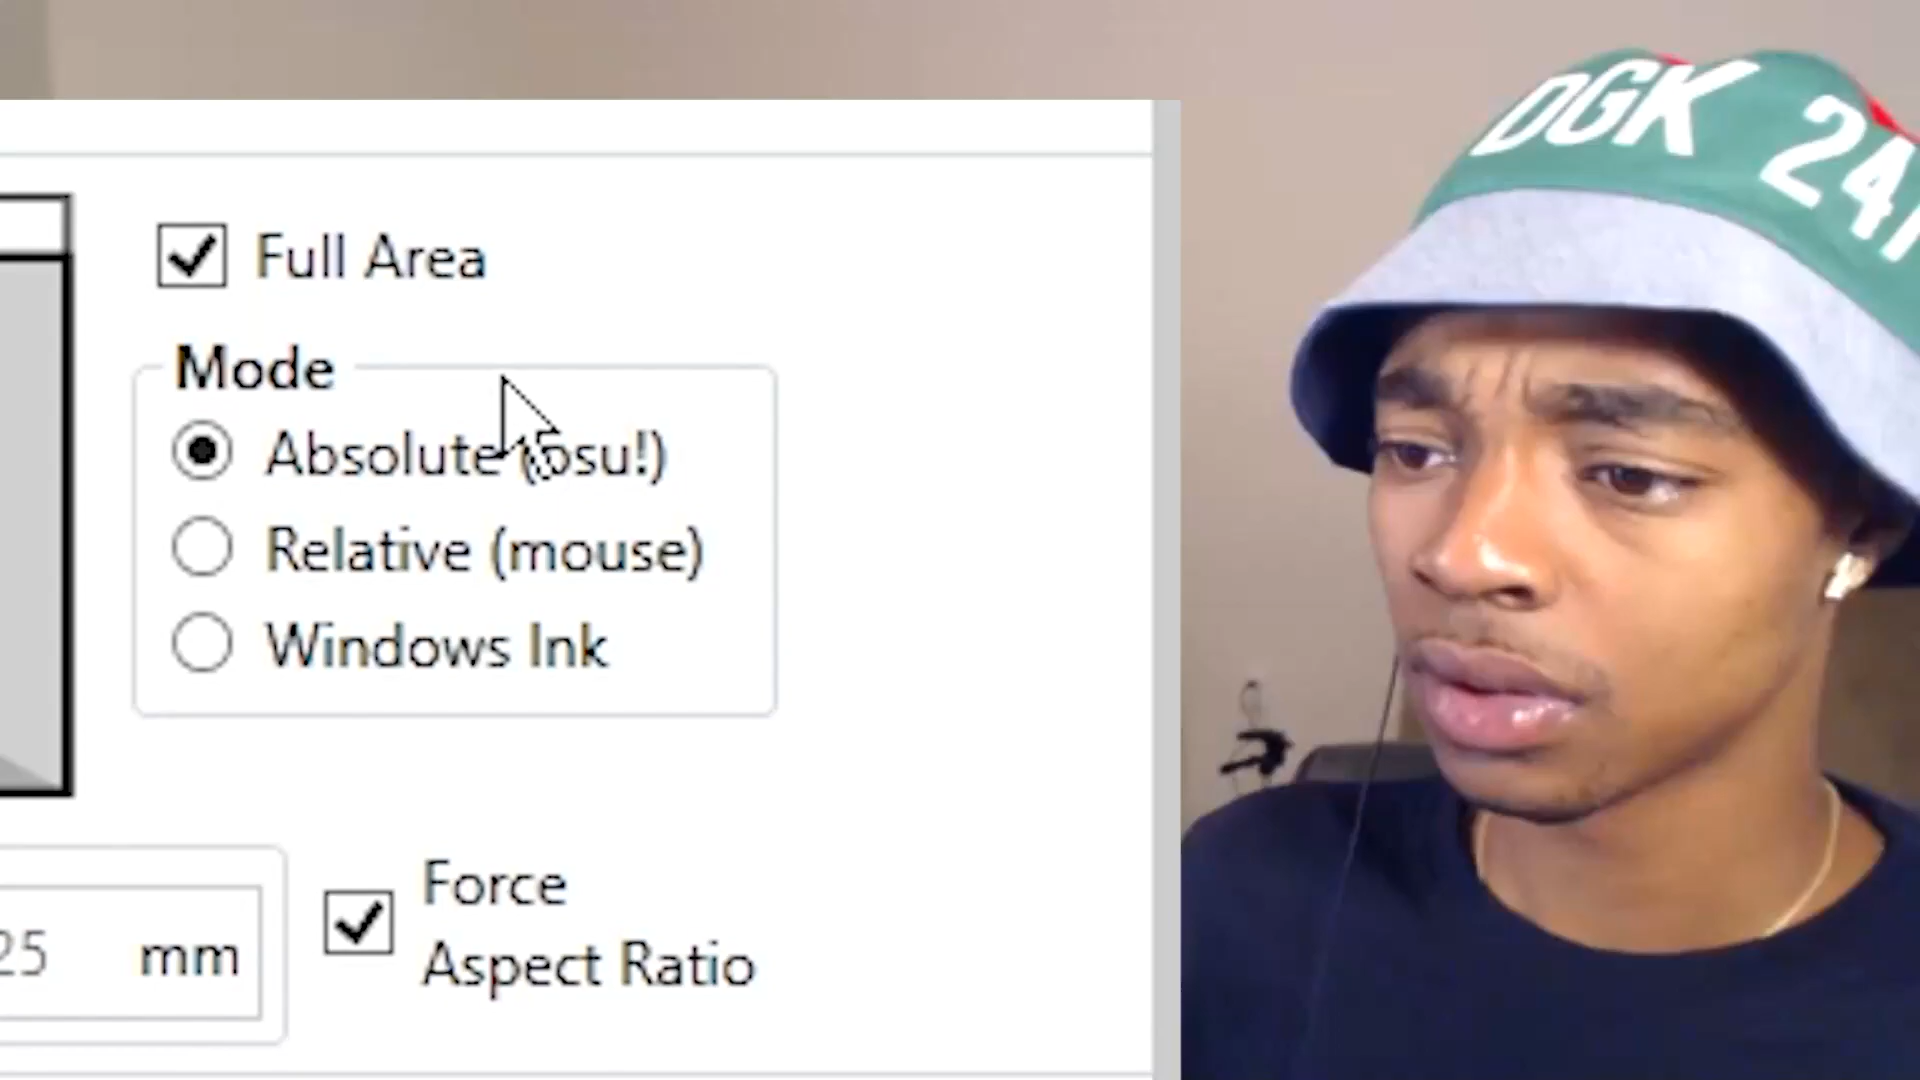 DGK 24
Full Area
Mode
Absolute (osu!)
Relative (mouse)
Windows Ink
Force
Aspect Ratio
25 mm